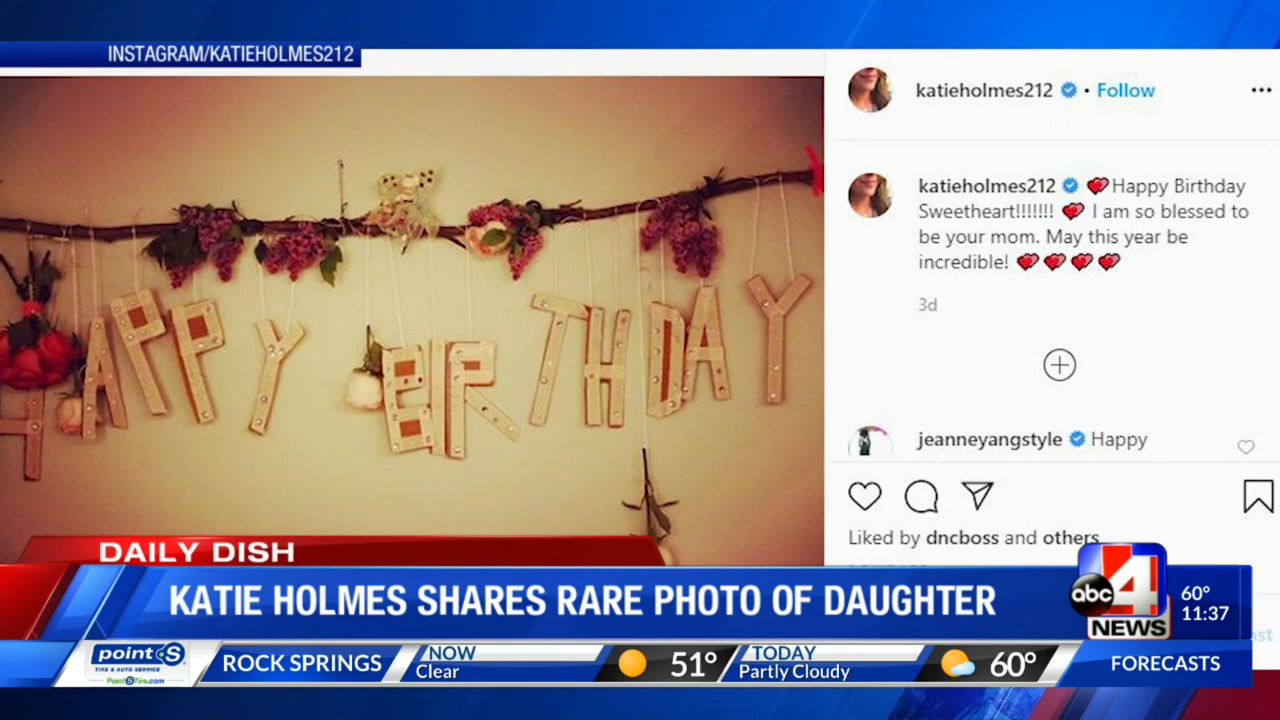 INSTAGRAM/KATIEHOLMES212
katieholmes212 • Follow
katieholmes212 Happy Birthday
Sweetheart!!!!!!! I am so blessed to
be your mom. May this year be
incredible!
3d
jeanneyangstyle Happy
Liked by dncboss and others
HAPPY BIRTHDAY
DAILY DISH
KATIE HOLMES SHARES RARE PHOTO OF DAUGHTER
abc 4
NEWS
60°
11:37
point S
TIRE & AUTO SERVICE
PointSTire.com
ROCK SPRINGS
NOW
Clear
51°
TODAY
Partly Cloudy
60°
FORECASTS